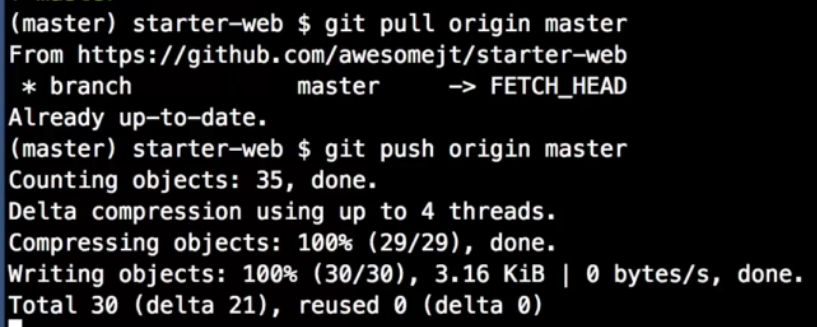 (master) starter-web $ git pull origin master
From https://github.com/awesomejt/starter-web
 * branch            master     -> FETCH_HEAD
Already up-to-date.
(master) starter-web $ git push origin master
Counting objects: 35, done.
Delta compression using up to 4 threads.
Compressing objects: 100% (29/29), done.
Writing objects: 100% (30/30), 3.16 KiB | 0 bytes/s, done.
Total 30 (delta 21), reused 0 (delta 0)